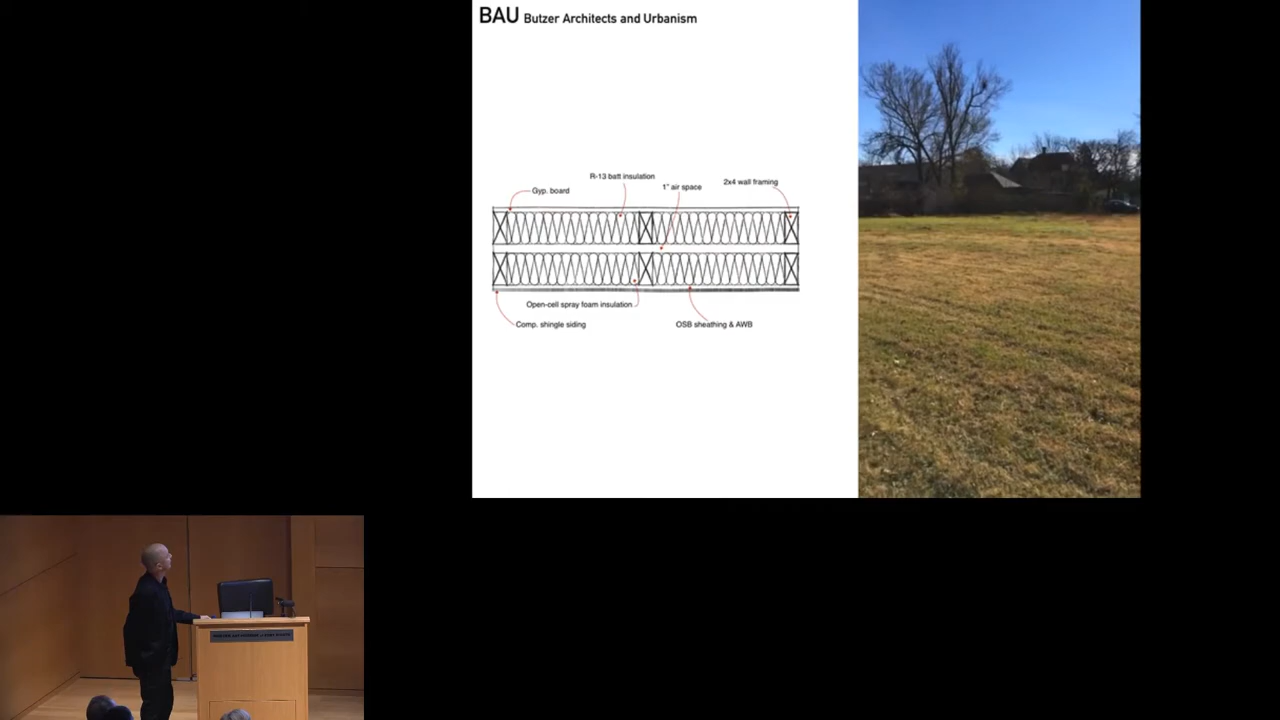 BAU Butzer Architects and Urbanism
R-13 batt insulation
2x4 wall framing
1" air space
Gyp. board
Open-cell spray foam insulation
Comp. shingle siding
OSB sheathing & AWB